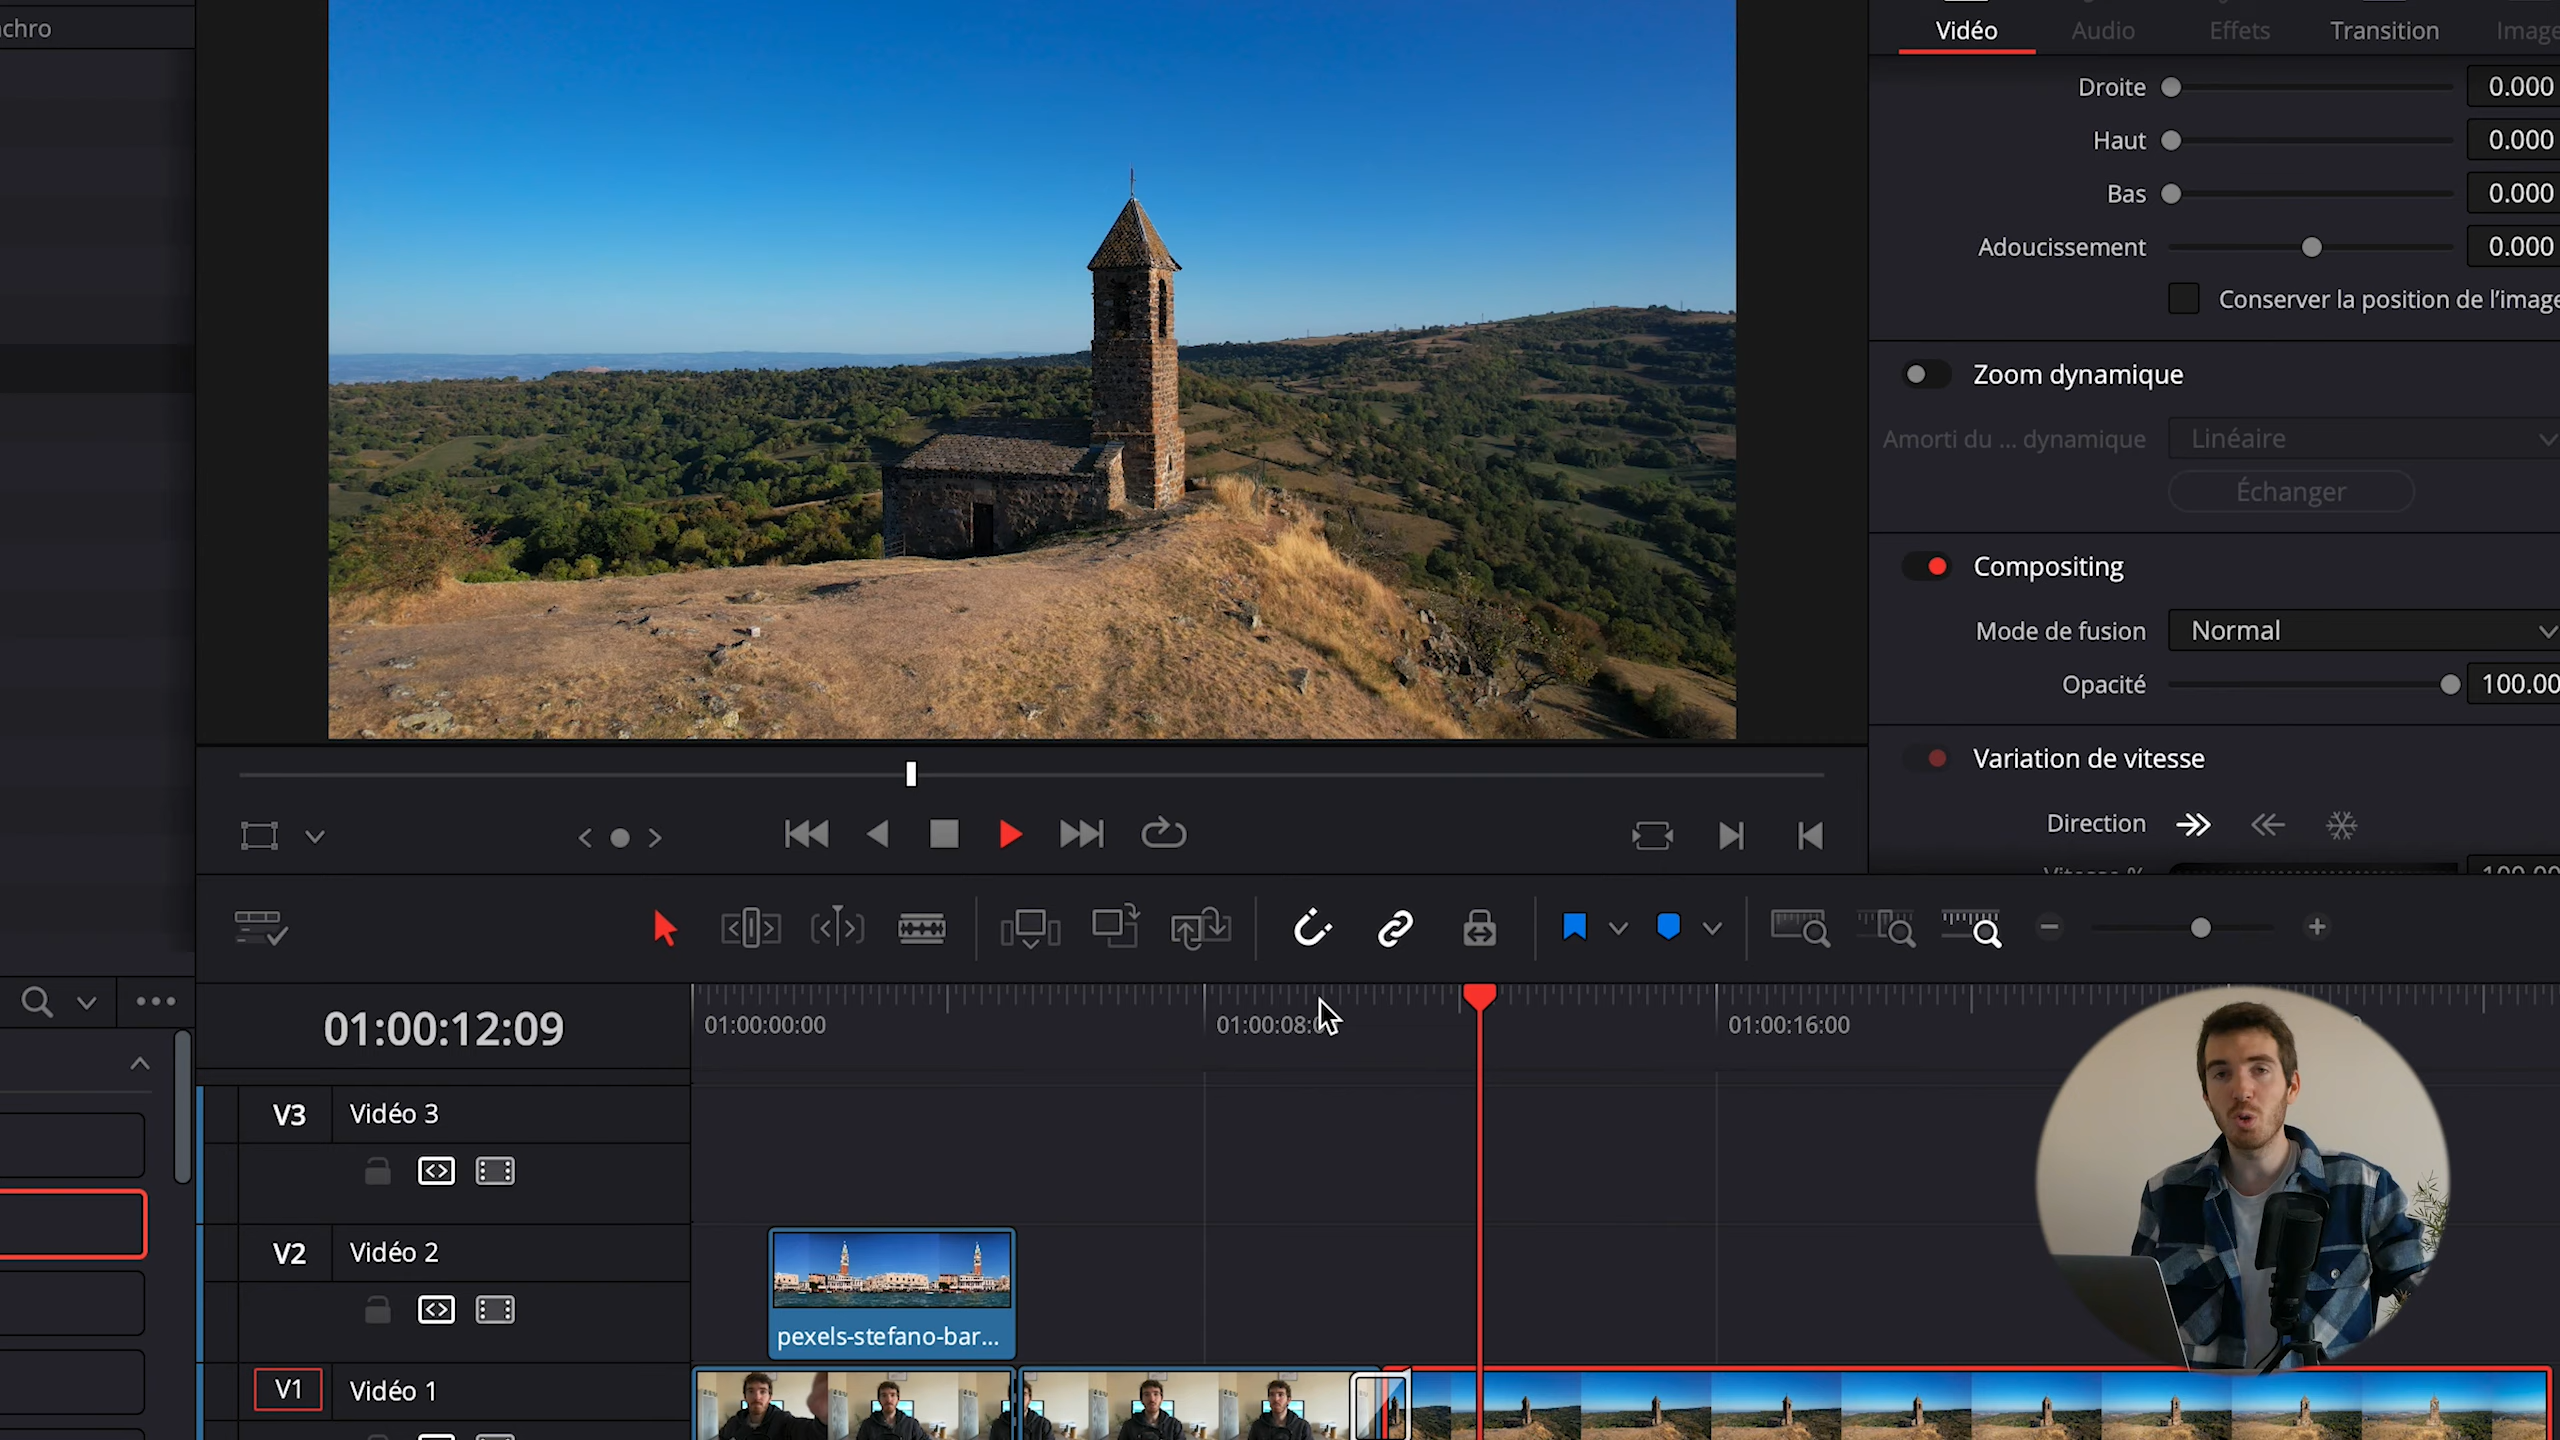 Vidéo
Audio
Effets
Transition
Droite
0.000
Haut
0.000
Bas
0.000
Adoucissement
0.000
Conserver la position de l'image
Zoom dynamique
Amorti du ... dynamique
Linéaire
Échanger
Compositing
Mode de fusion
Normal
Opacité
100.00
Variation de vitesse
Direction
01:00:12:09
01:00:00:00
01:00:08:
01:00:16:00
V3
Vidéo 3
V2
Vidéo 2
pexels-stefano-bar...
V1
Vidéo 1